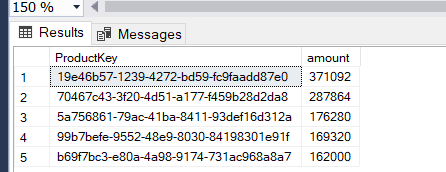 150 %
Results Messages
ProductKey amount
1 19e46b57-1239-4272-bd59-fc9faadd87e0 371092
2 70467c43-3f20-4d51-a177-f459b28d2da8 287864
3 5a756861-79ac-41ba-8411-93def16d312a 176280
4 99b7befe-9552-48e9-8030-84198301e91f 169320
5 b69f7bc3-e80a-4a98-9174-731ac968a8a7 162000